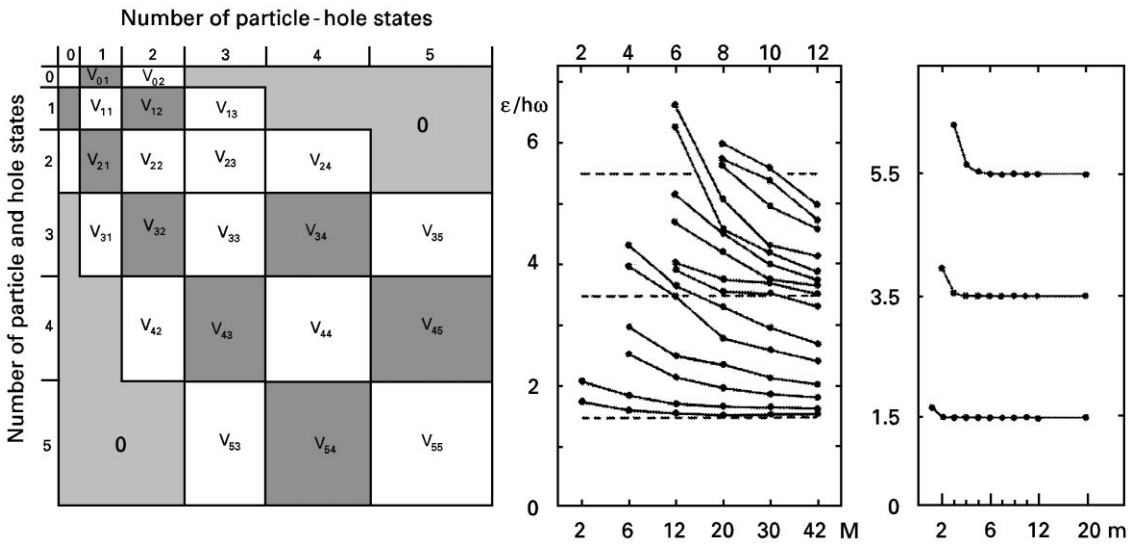 Number of particle-hole states
0 1 2 3 4 5
Number of particle and hole states
0 V01 V02
1 V11 V12 V13 0
2 V21 V22 V23 V24
3 V31 V32 V33 V34 V35
4 V42 V43 V44 V45
5 0 V53 V54 V55
2 4 6 8 10 12
ε/hω
6
4
2
0
2 6 12 20 30 42 M
5.5
3.5
1.5
0
2 6 12 20 m